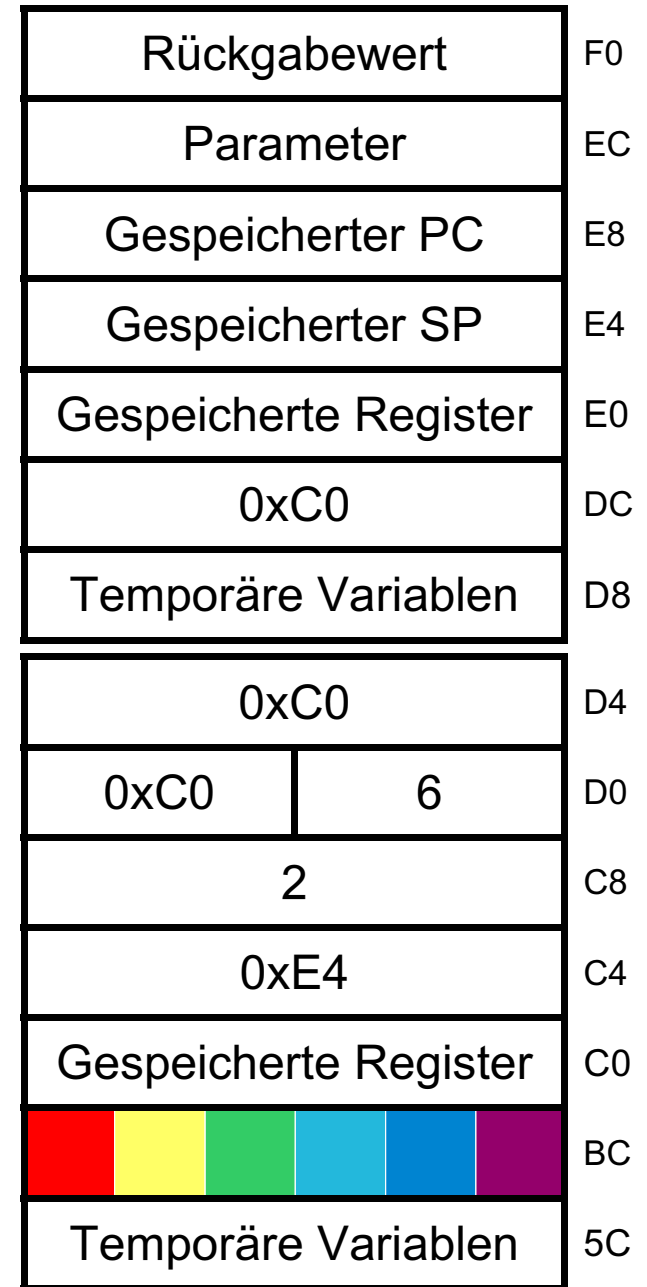 Rückgabewert F0
Parameter EC
Gespeicherter PC E8
Gespeicherter SP E4
Gespeicherte Register E0
0xC0 DC
Temporäre Variablen D8
0xC0 D4
0xC0 6 D0
2 C8
0xE4 C4
Gespeicherte Register C0
BC
Temporäre Variablen 5C